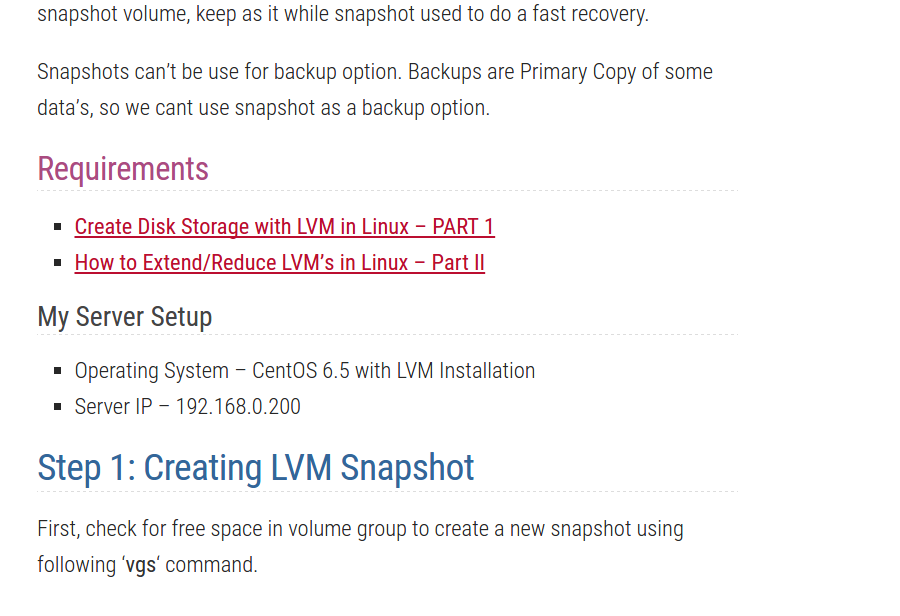 snapshot volume, keep as it while snapshot used to do a fast recovery.
Snapshots can’t be use for backup option. Backups are Primary Copy of some
data’s, so we cant use snapshot as a backup option.
Requirements
Create Disk Storage with LVM in Linux – PART 1
How to Extend/Reduce LVM’s in Linux – Part II
My Server Setup
Operating System – CentOS 6.5 with LVM Installation
Server IP – 192.168.0.200
Step 1: Creating LVM Snapshot
First, check for free space in volume group to create a new snapshot using
following ‘vgs‘ command.